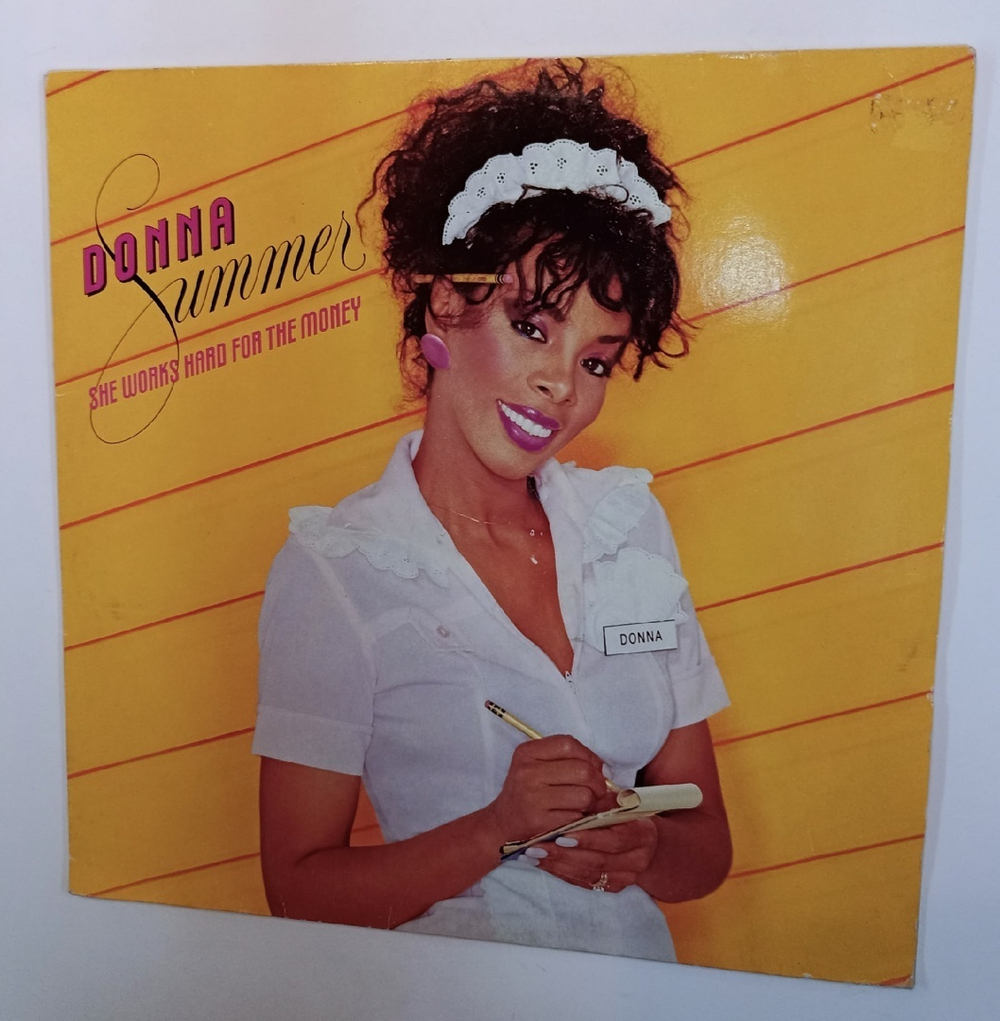 DONNA
Summer
SHE WORKS HARD FOR THE MONEY
DONNA